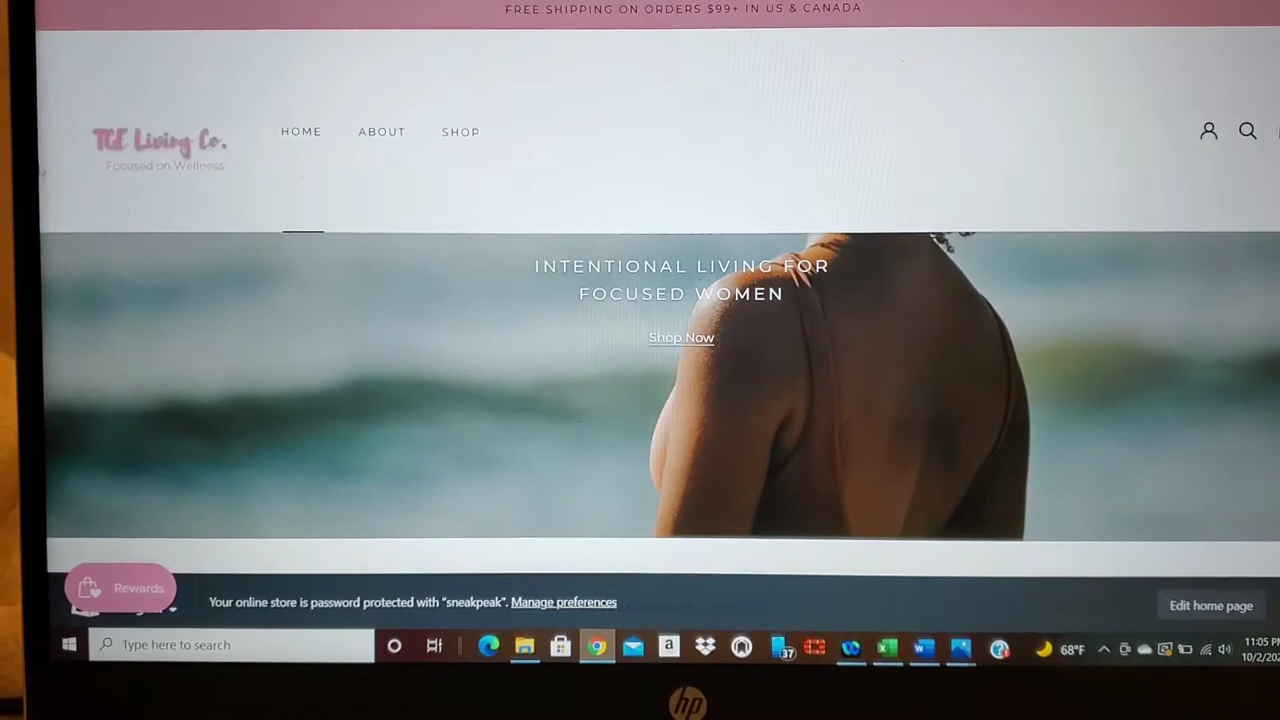 FREE SHIPPING ON ORDERS $99+ IN US & CANADA
TGE Living Co.
Focused on Wellness
HOME ABOUT SHOP
INTENTIONAL LIVING FOR
FOCUSED WOMEN
Shop Now
Rewards
Your online store is password protected with "sneakpeak". Manage preferences
Edit home page
Type here to search
a
37
68°F
11:05
10/2/20
hp